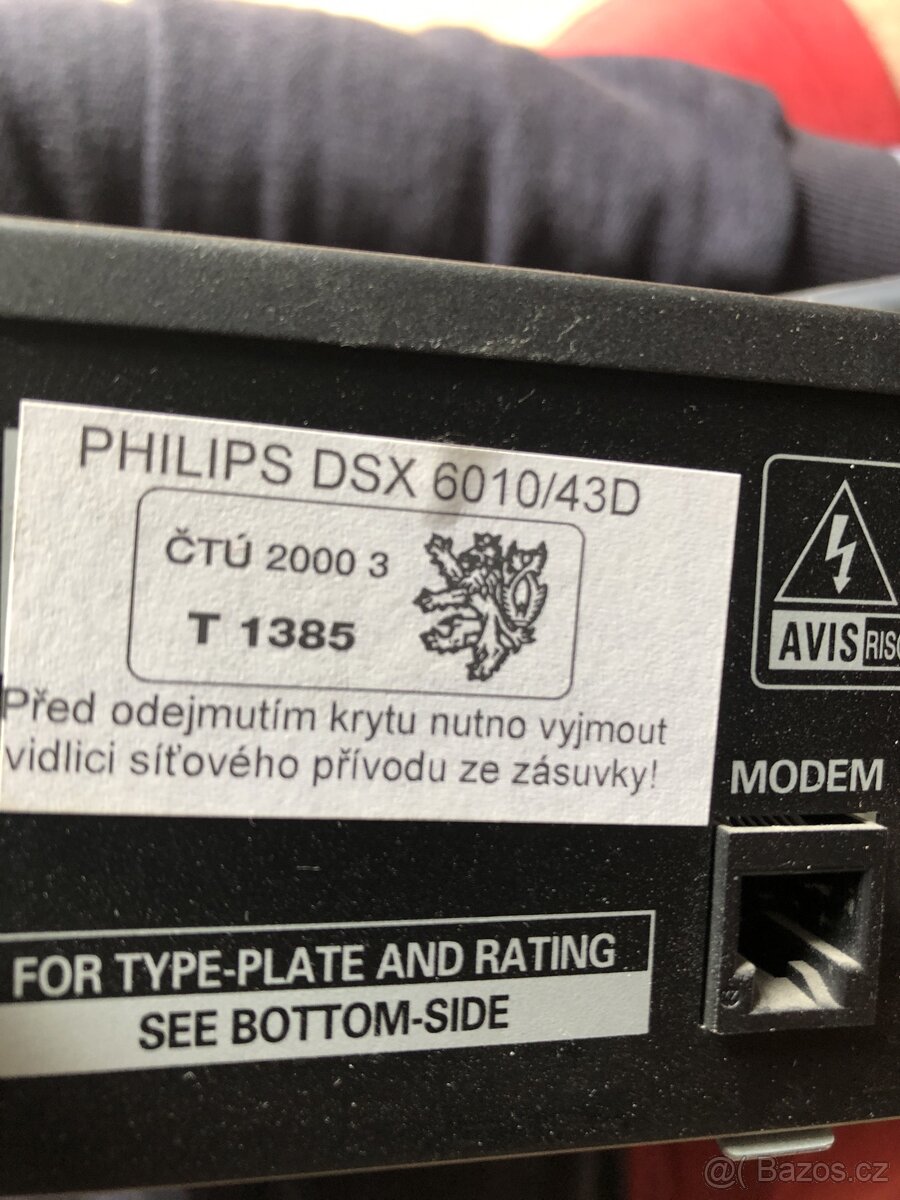 PHILIPS DSX 6010/43D
ČTÚ 2000 3
T 1385
Před odejmutím krytu nutno vyjmout
vidlici síťového přívodu ze zásuvky!
AVIS
MODEM
FOR TYPE-PLATE AND RATING
SEE BOTTOM-SIDE
@( Bazos.cz